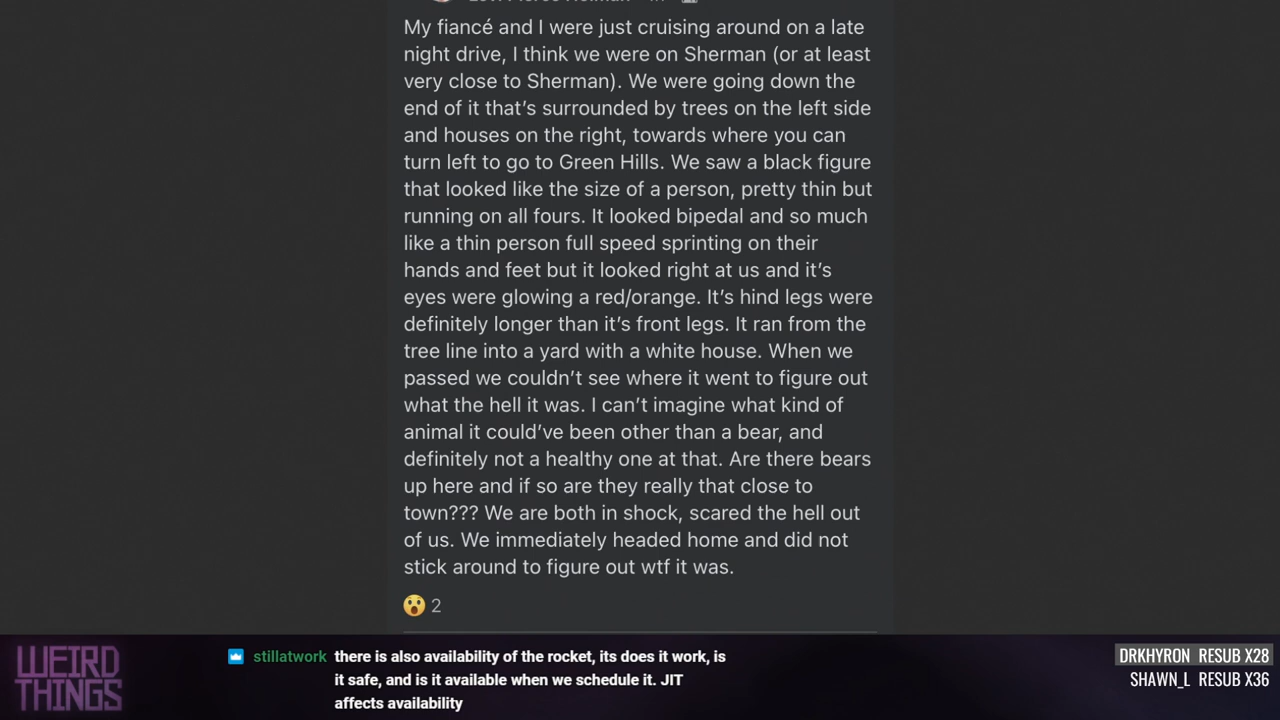 My fiancé and I were just cruising around on a late
night drive, I think we were on Sherman (or at least
very close to Sherman). We were going down the
end of it that's surrounded by trees on the left side
and houses on the right, towards where you can
turn left to go to Green Hills. We saw a black figure
that looked like the size of a person, pretty thin but
running on all fours. It looked bipedal and so much
like a thin person full speed sprinting on their
hands and feet but it looked right at us and it's
eyes were glowing a red/orange. It's hind legs were
definitely longer than it's front legs. It ran from the
tree line into a yard with a white house. When we
passed we couldn't see where it went to figure out
what the hell it was. I can't imagine what kind of
animal it could've been other than a bear, and
definitely not a healthy one at that. Are there bears
up here and if so are they really that close to
town??? We are both in shock, scared the hell out
of us. We immediately headed home and did not
stick around to figure out wtf it was.
2
WEIRD
THINGS
stillatwork there is also availability of the rocket, its does it work, is
it safe, and is it available when we schedule it. JIT
affects availability
DRKHYRON RESUB X28
SHAWN_L RESUB X36